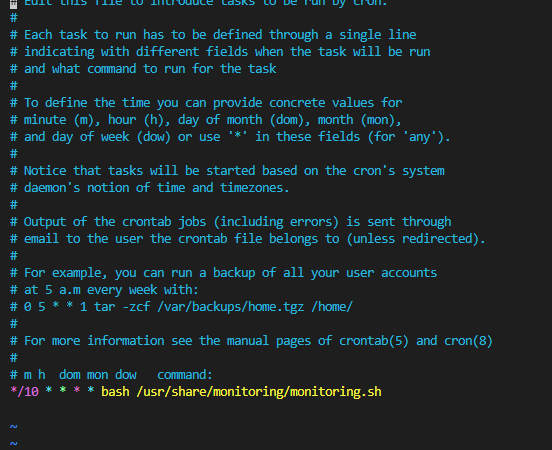 # Edit this file to introduce tasks to be run by cron.
#
# Each task to run has to be defined through a single line
# indicating with different fields when the task will be run
# and what command to run for the task
#
# To define the time you can provide concrete values for
# minute (m), hour (h), day of month (dom), month (mon),
# and day of week (dow) or use '*' in these fields (for 'any').
#
# Notice that tasks will be started based on the cron's system
# daemon's notion of time and timezones.
#
# Output of the crontab jobs (including errors) is sent through
# email to the user the crontab file belongs to (unless redirected).
#
# For example, you can run a backup of all your user accounts
# at 5 a.m every week with:
# 0 5 * * 1 tar -zcf /var/backups/home.tgz /home/
#
# For more information see the manual pages of crontab(5) and cron(8)
#
# m h  dom mon dow   command:
*/10 * * * * bash /usr/share/monitoring/monitoring.sh
~
~